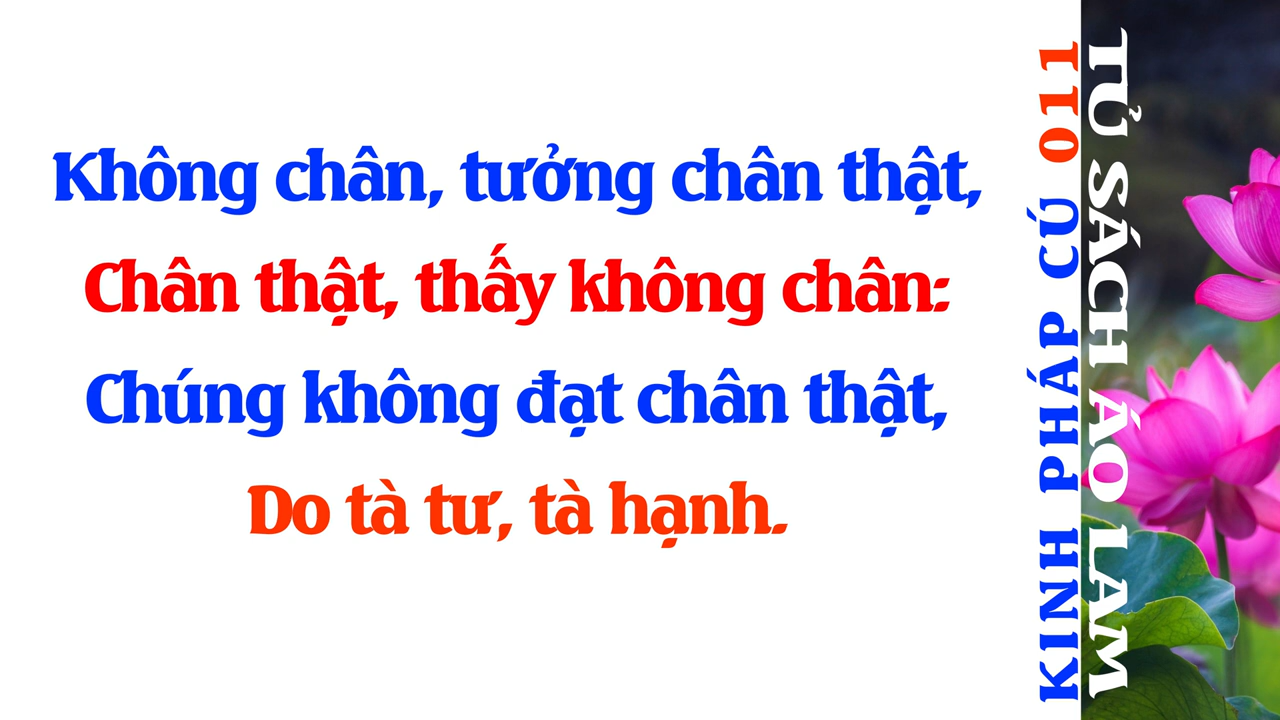 Không chân, tưởng chân thật,
Chân thật, thấy không chân:
Chúng không đạt chân thật,
Do tà tư, tà hạnh.
KINH PHÁP CÚ 011
TỦ SÁCH ÁO LAM